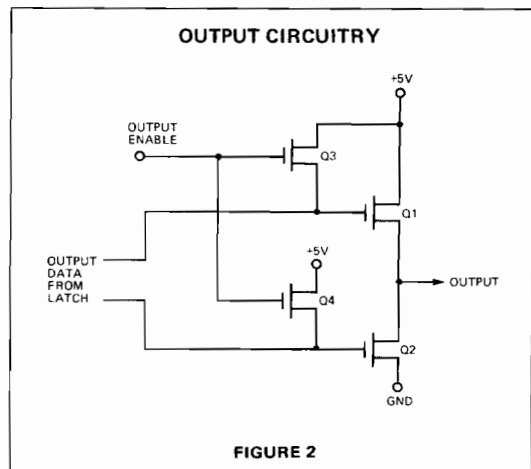 OUTPUT CIRCUITRY
+5V
OUTPUT
ENABLE
Q3
Q1
OUTPUT
DATA
FROM
LATCH
+5V
Q4
OUTPUT
Q2
GND
FIGURE 2